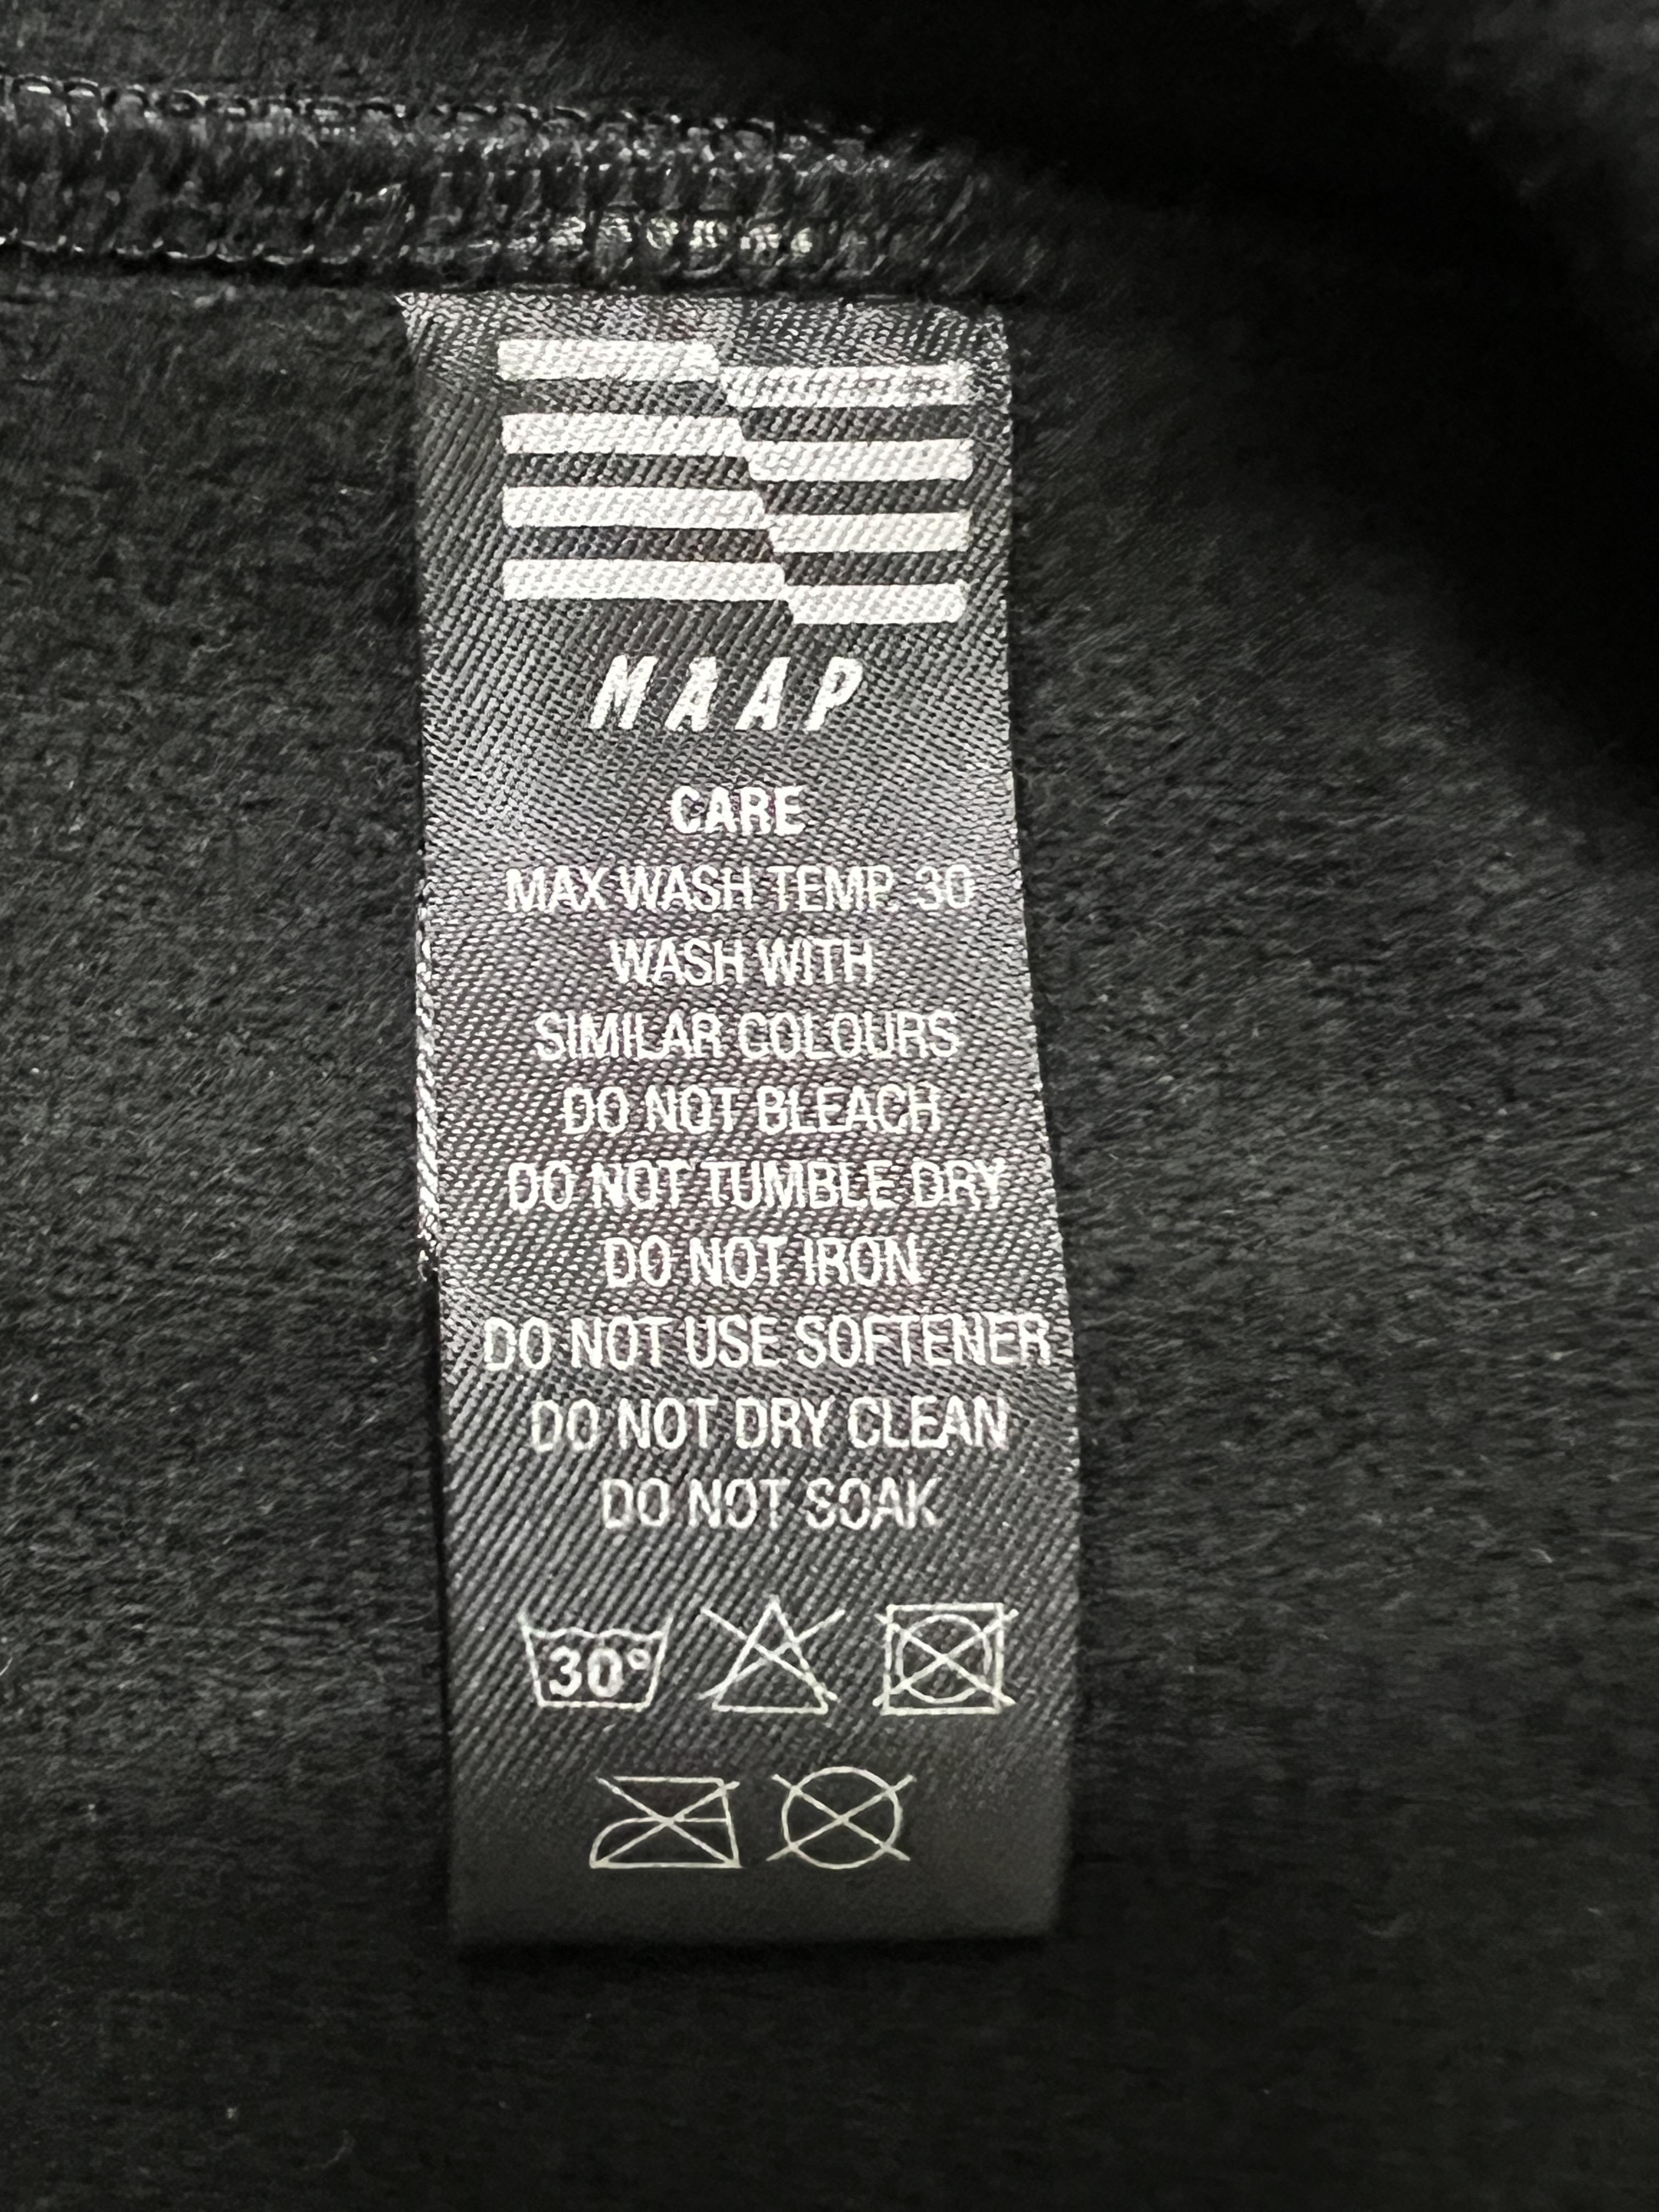 MAAP
CARE
MAX WASH TEMP. 30
WASH WITH
SIMILAR COLOURS
DO NOT BLEACH
DO NOT TUMBLE DRY
DO NOT IRON
DO NOT USE SOFTENER
DO NOT DRY CLEAN
DO NOT SOAK
30°